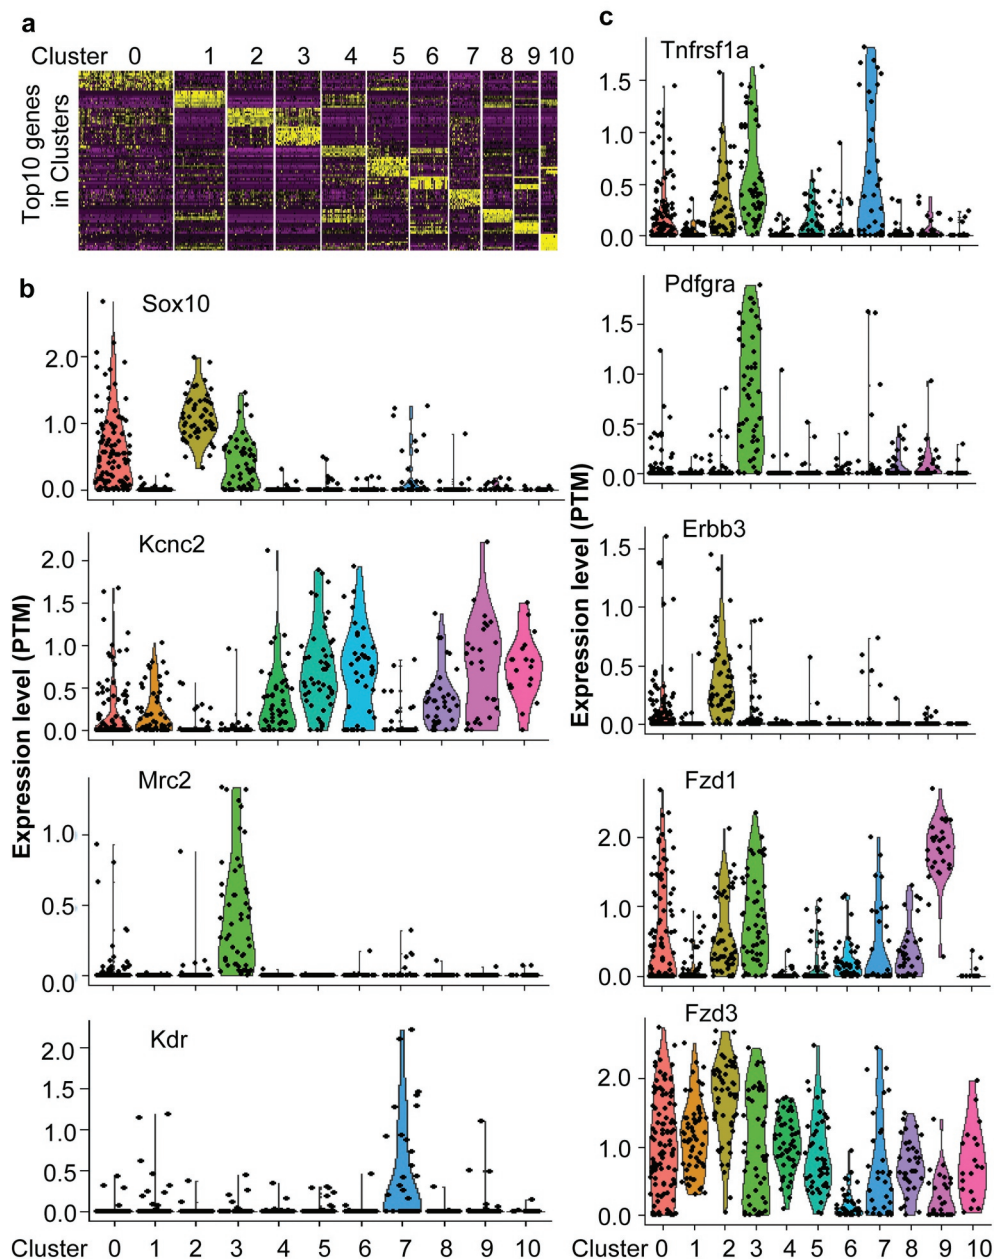 a
Cluster 0 1 2 3 4 5 6 7 8 9 10
Top10 genes
in Clusters
b
Expression level (PTM)
Sox10
2.0
1.0
0.0
Kcnc2
2.0
1.5
1.0
0.5
0.0
Mrc2
1.0
0.5
0.0
Kdr
2.0
1.5
1.0
0.5
0.0
Cluster 0 1 2 3 4 5 6 7 8 9 10
c
Expression level (PTM)
Tnfrsf1a
1.5
1.0
0.5
0.0
Pdfgra
1.5
1.0
0.5
0.0
Erbb3
1.5
1.0
0.5
0.0
Fzd1
2.0
1.0
0.0
Fzd3
2.0
1.0
0.0
Cluster 0 1 2 3 4 5 6 7 8 9 10